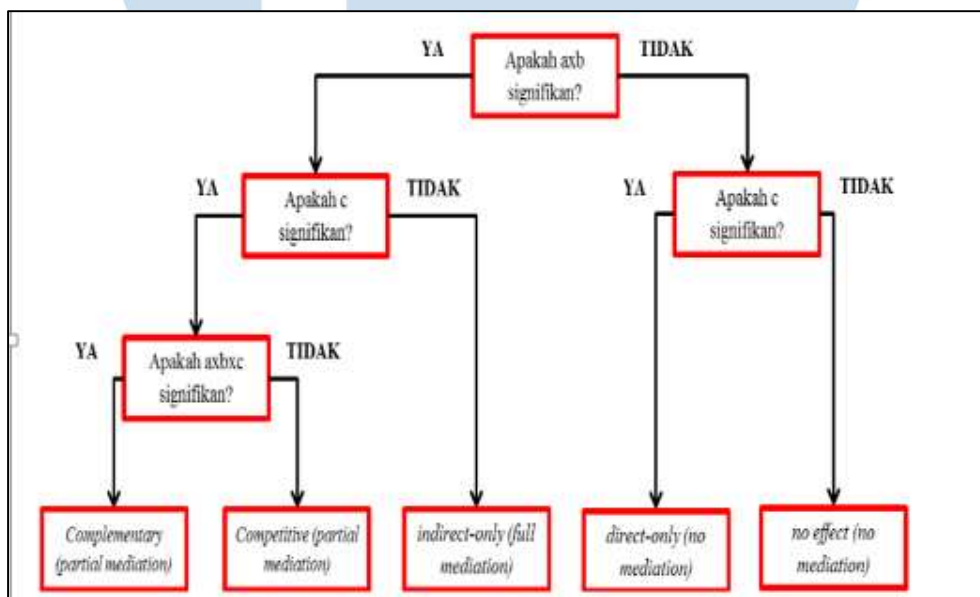 YA
Apakah axb
signifikan?
TIDAK
YA
Apakah c
signifikan?
TIDAK
YA
Apakah c
signifikan?
TIDAK
YA
Apakah axbxc
signifikan?
TIDAK
Complementary
(partial mediation)
Competitive (partial
mediation)
indirect-only (full
mediation)
direct-only (no
mediation)
no effect (no
mediation)